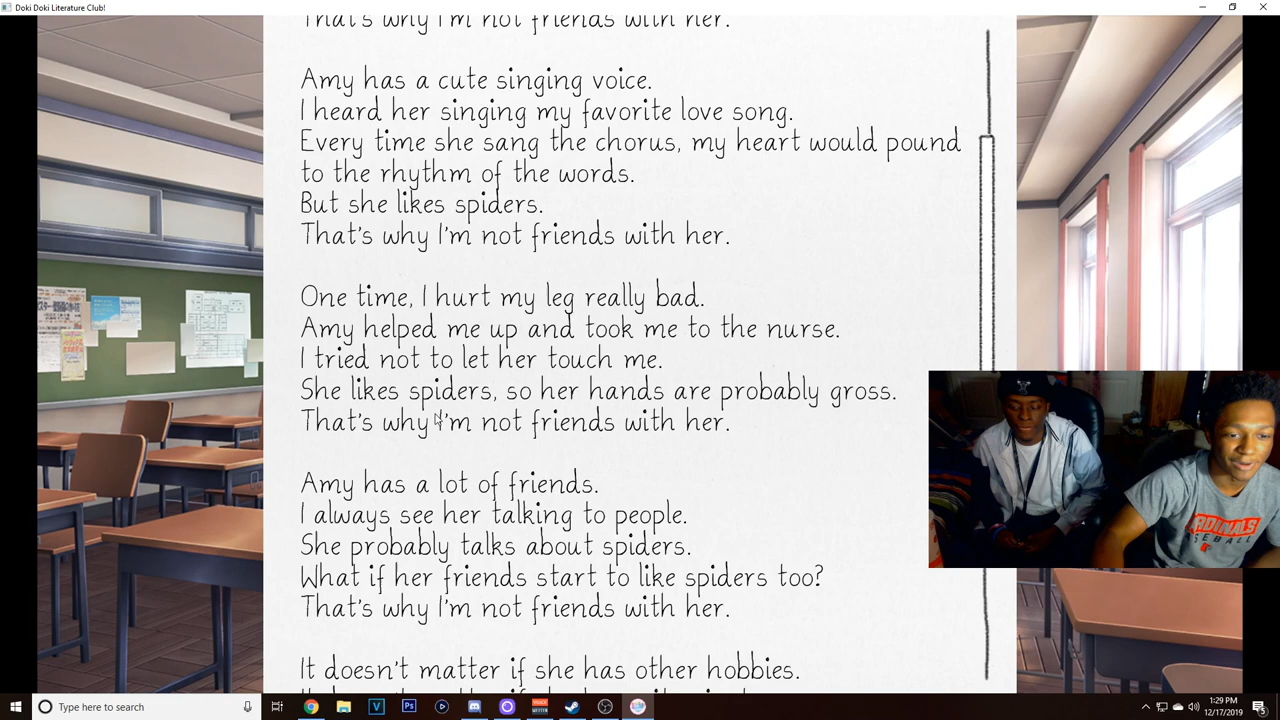 Doki Doki Literature Club!
That's why I'm not friends with her.
Amy has a cute singing voice.
I heard her singing my favorite love song.
Every time she sang the chorus, my heart would pound
to the rhythm of the words.
But she likes spiders.
That's why I'm not friends with her.
One time, I hurt my leg really bad.
Amy helped me up and took me to the nurse.
I tried not to let her touch me.
She likes spiders, so her hands are probably gross.
That's why I'm not friends with her.
Amy has a lot of friends.
I always see her talking to people.
She probably talks about spiders.
What if her friends start to like spiders too?
That's why I'm not friends with her.
It doesn't matter if she has other hobbies.
Type here to search
1:29 PM
12/17/2019